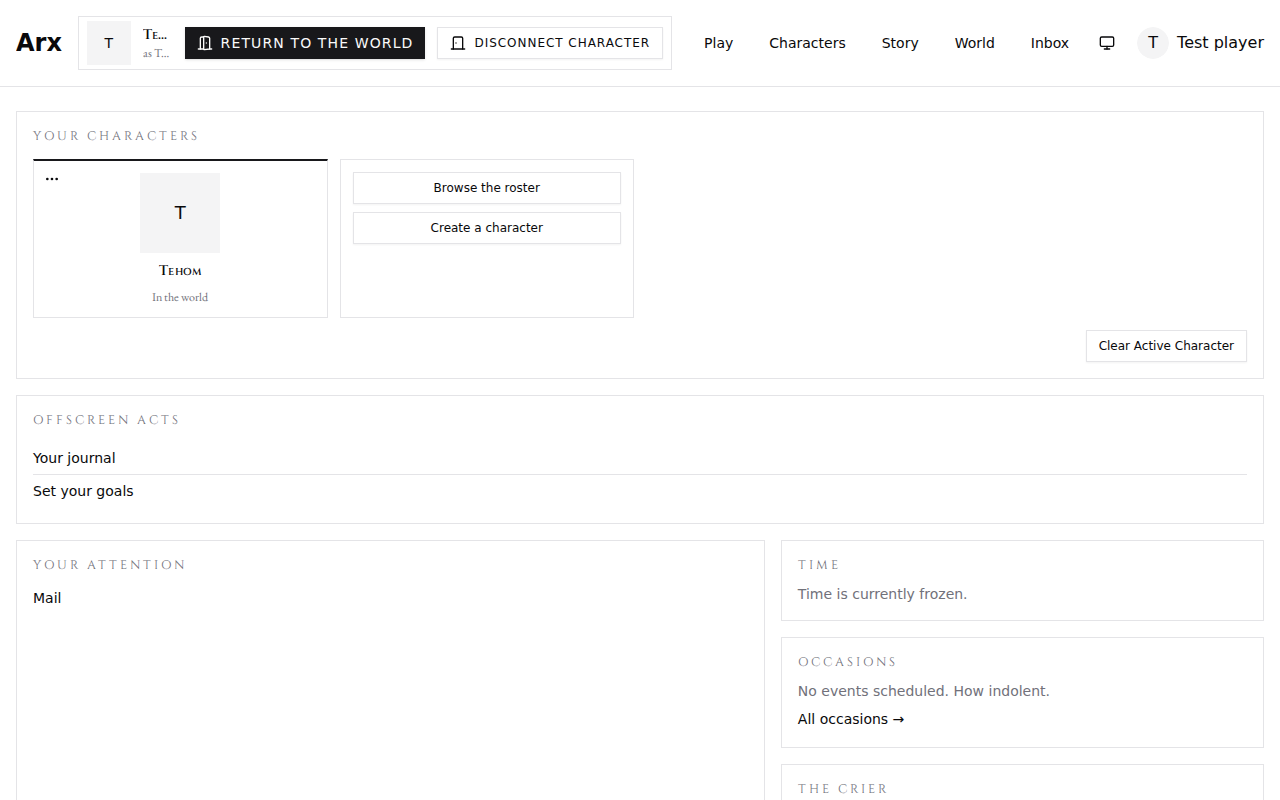 Arx
T
Te...
as T...
RETURN TO THE WORLD
DISCONNECT CHARACTER
Play
Characters
Story
World
Inbox
T
Test player
YOUR CHARACTERS
...
T
Tehom
In the world
Browse the roster
Create a character
Clear Active Character
OFFSCREEN ACTS
Your journal
Set your goals
YOUR ATTENTION
Mail
TIME
Time is currently frozen.
OCCASIONS
No events scheduled. How indolent.
All occasions →
THE CRIER